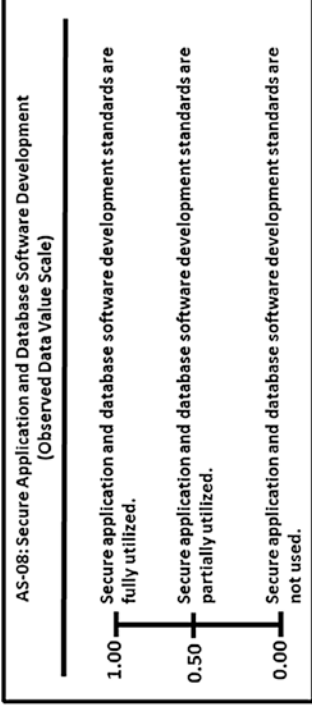 AS-08: Secure Application and Database Software Development
(Observed Data Value Scale)
1.00 Secure application and database software development standards are
fully utilized.
0.50 Secure application and database software development standards are
partially utilized.
0.00 Secure application and database software development standards are
not used.